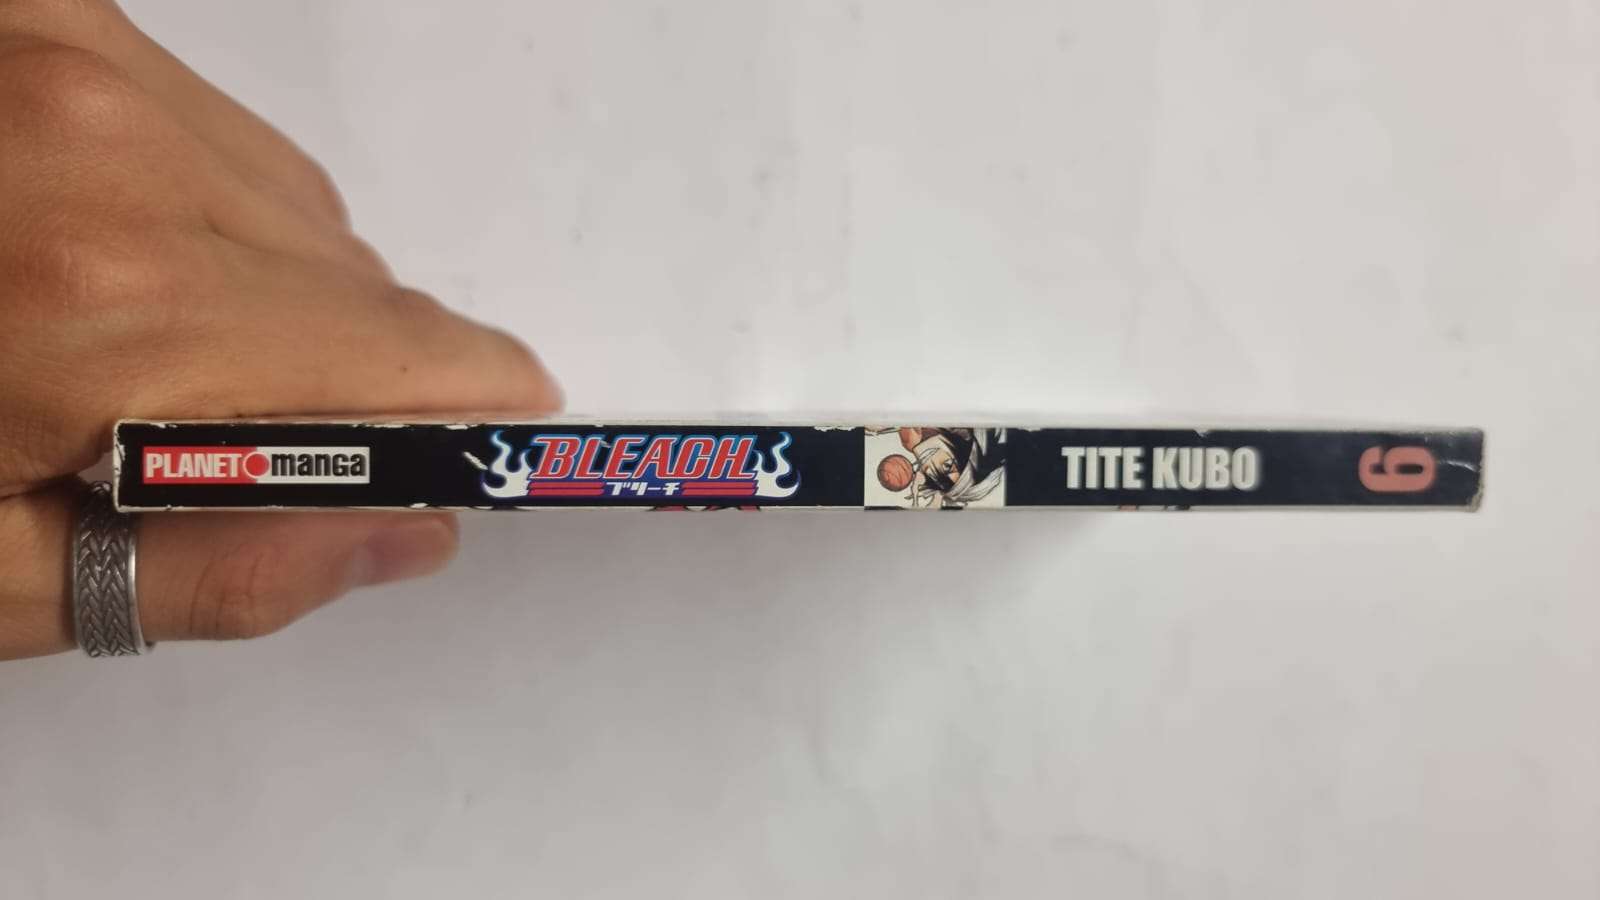 PLANET manga
BLEACH
ブリーチ
TITE KUBO
6